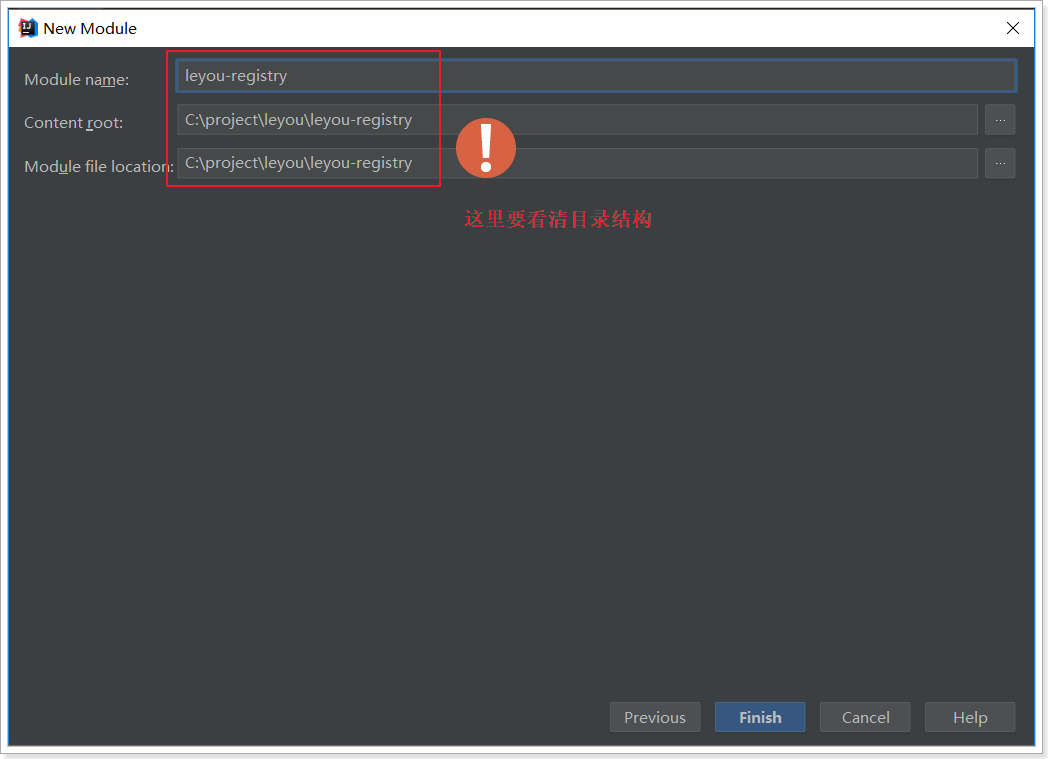 New Module
Module name:
leyou-registry
Content root:
C:\project\leyou\leyou-registry
...
Module file location:
C:\project\leyou\leyou-registry
...
这里要看清目录结构
Previous
Finish
Cancel
Help